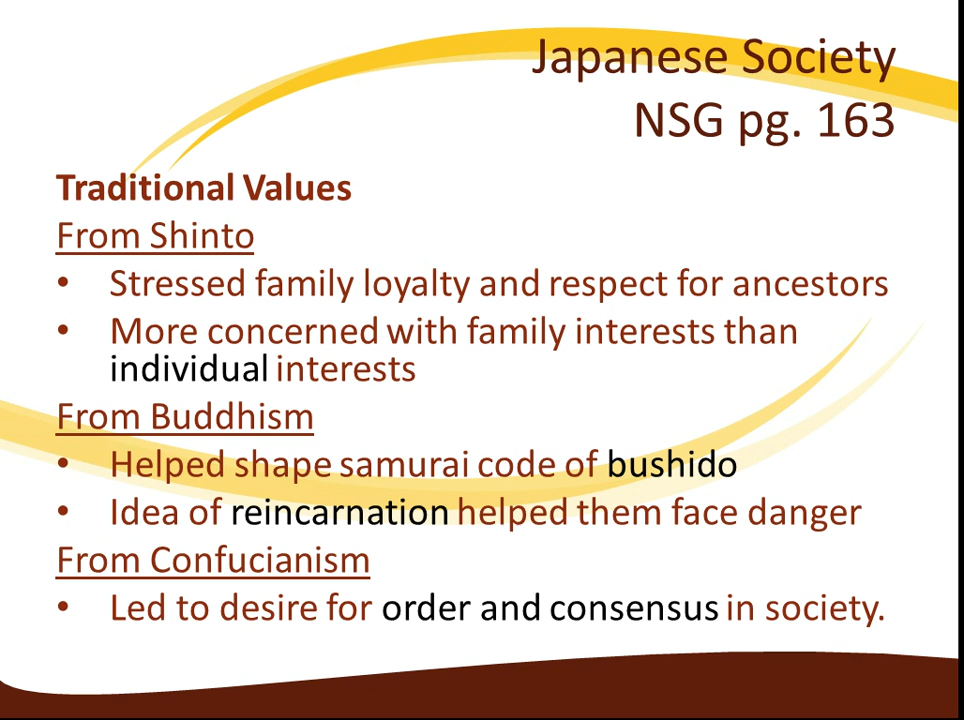 Japanese Society
NSG pg. 163
Traditional Values
From Shinto
• Stressed family loyalty and respect for ancestors
• More concerned with family interests than
individual interests
From Buddhism
• Helped shape samurai code of bushido
• Idea of reincarnation helped them face danger
From Confucianism
• Led to desire for order and consensus in society.